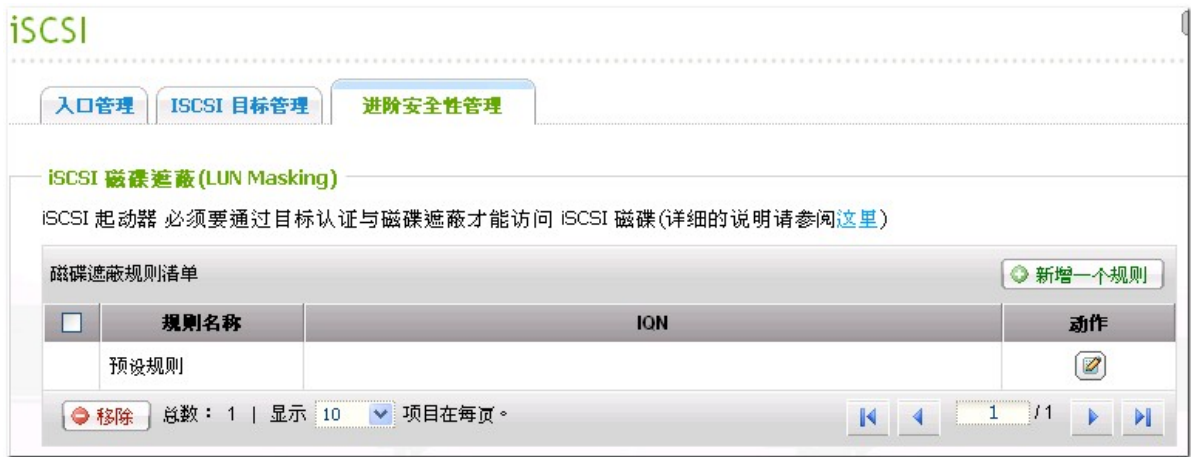 iSCSI
入口管理 ISCSI 目标管理 进阶安全性管理
iSCSI 磁碟遮蔽(LUN Masking)
iSCSI 起动器 必须要通过目标认证与磁碟遮蔽才能访问 iSCSI 磁碟(详细的说明请参阅这里)
磁碟遮蔽规则清单 新增一个规则
规则名称 IQN 动作
预设规则
移除 总数： 1 | 显示 10 项目在每页。 1 /1